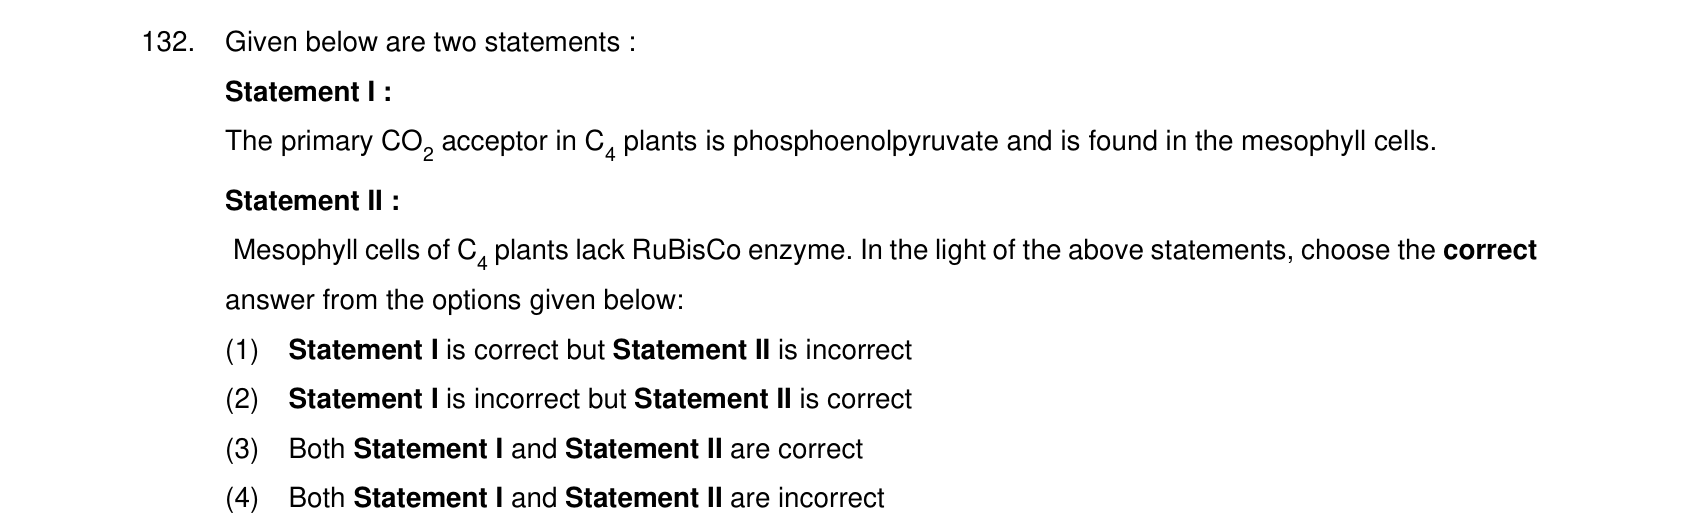 132. Given below are two statements :
Statement I :
The primary CO₂ acceptor in C₄ plants is phosphoenolpyruvate and is found in the mesophyll cells.
Statement II :
Mesophyll cells of C₄ plants lack RuBisCo enzyme. In the light of the above statements, choose the correct
answer from the options given below:
(1) Statement I is correct but Statement II is incorrect
(2) Statement I is incorrect but Statement II is correct
(3) Both Statement I and Statement II are correct
(4) Both Statement I and Statement II are incorrect